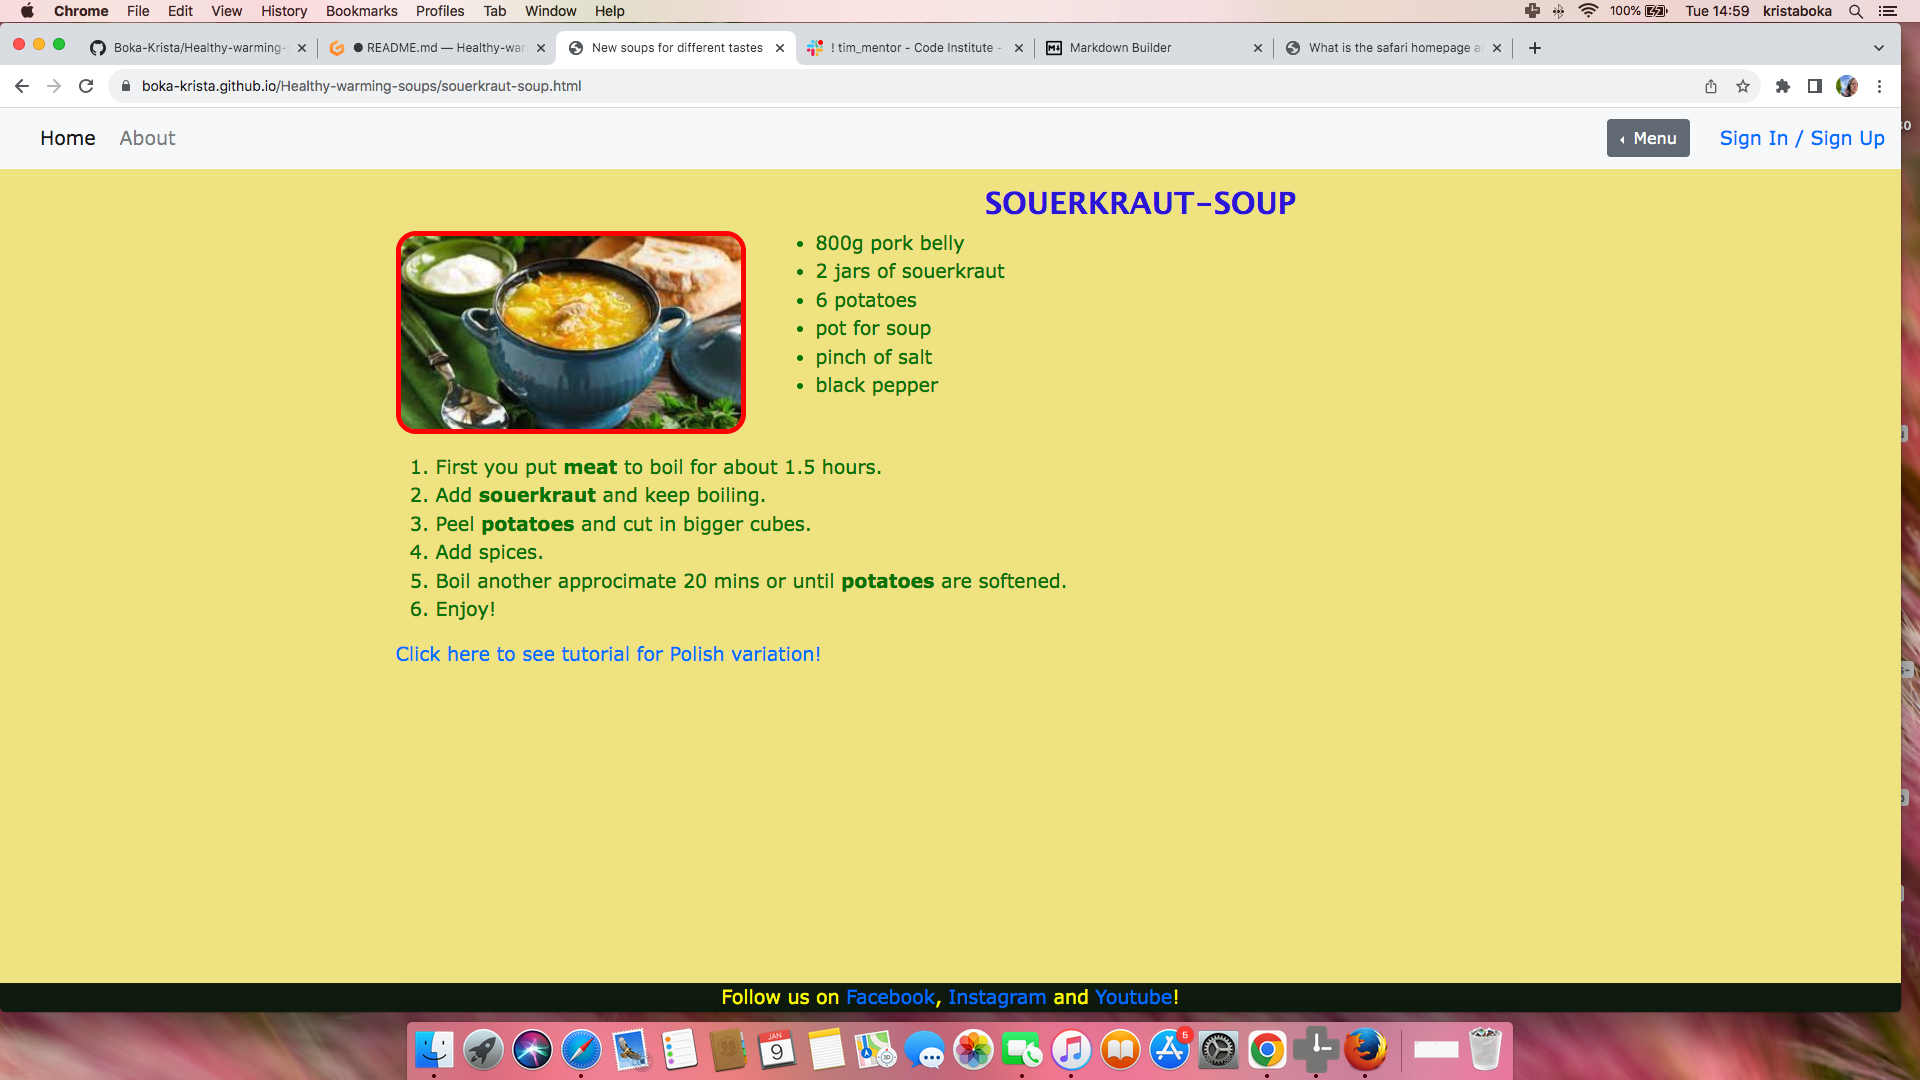 Chrome File Edit View History Bookmarks Profiles Tab Window Help 100% Tue 14:59 kristaboka
Boka-Krista/Healthy-warming- ● README.md — Healthy-war New soups for different tastes ! tim_mentor - Code Institute - Markdown Builder What is the safari homepage a
boka-krista.github.io/Healthy-warming-soups/souerkraut-soup.html
Home About Menu Sign In / Sign Up
SOUERKRAUT-SOUP
• 800g pork belly
• 2 jars of souerkraut
• 6 potatoes
• pot for soup
• pinch of salt
• black pepper
1. First you put meat to boil for about 1.5 hours.
2. Add souerkraut and keep boiling.
3. Peel potatoes and cut in bigger cubes.
4. Add spices.
5. Boil another approcimate 20 mins or until potatoes are softened.
6. Enjoy!
Click here to see tutorial for Polish variation!
Follow us on Facebook, Instagram and Youtube!
JAN
9
3D
5